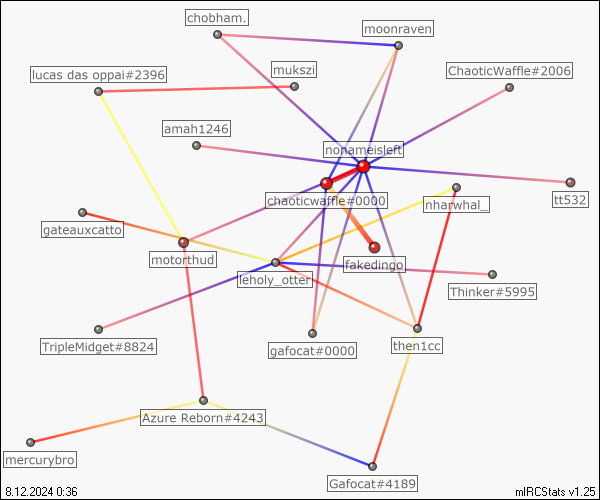 chobham.
moonraven
lucas das oppai#2396
mukszi
ChaoticWaffle#2006
amah1246
nonameisleft
chaoticwaffle#0000
nharwhal_
tt532
gateauxcatto
motorthud
leholy_otter
fakedingo
Thinker#5995
TripleMidget#8824
gafocat#0000
then1cc
Azure Reborn#4243
mercurybro
Gafocat#4189
8.12.2024 0:36
mIRCStats v1.25